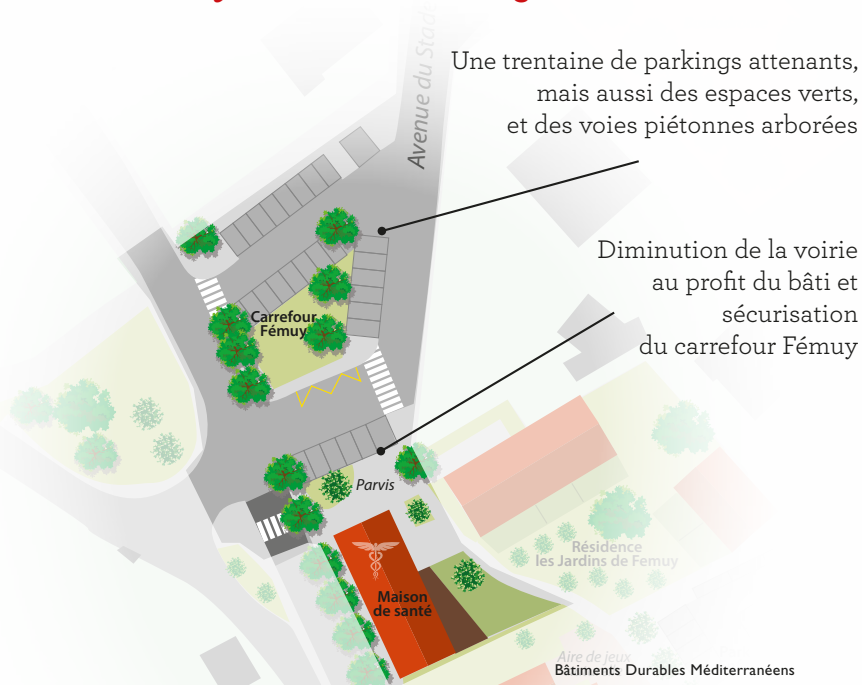 Avenue du Stade
Une trentaine de parkings attenants,
mais aussi des espaces verts,
et des voies piétonnes arborées
Diminution de la voirie
au profit du bâti et
sécurisation
du carrefour Fémuy
Carrefour
Fémuy
Parvis
Résidence
les Jardins de Femuy
Maison
de santé
Aire de jeux
Bâtiments Durables Méditerranéens